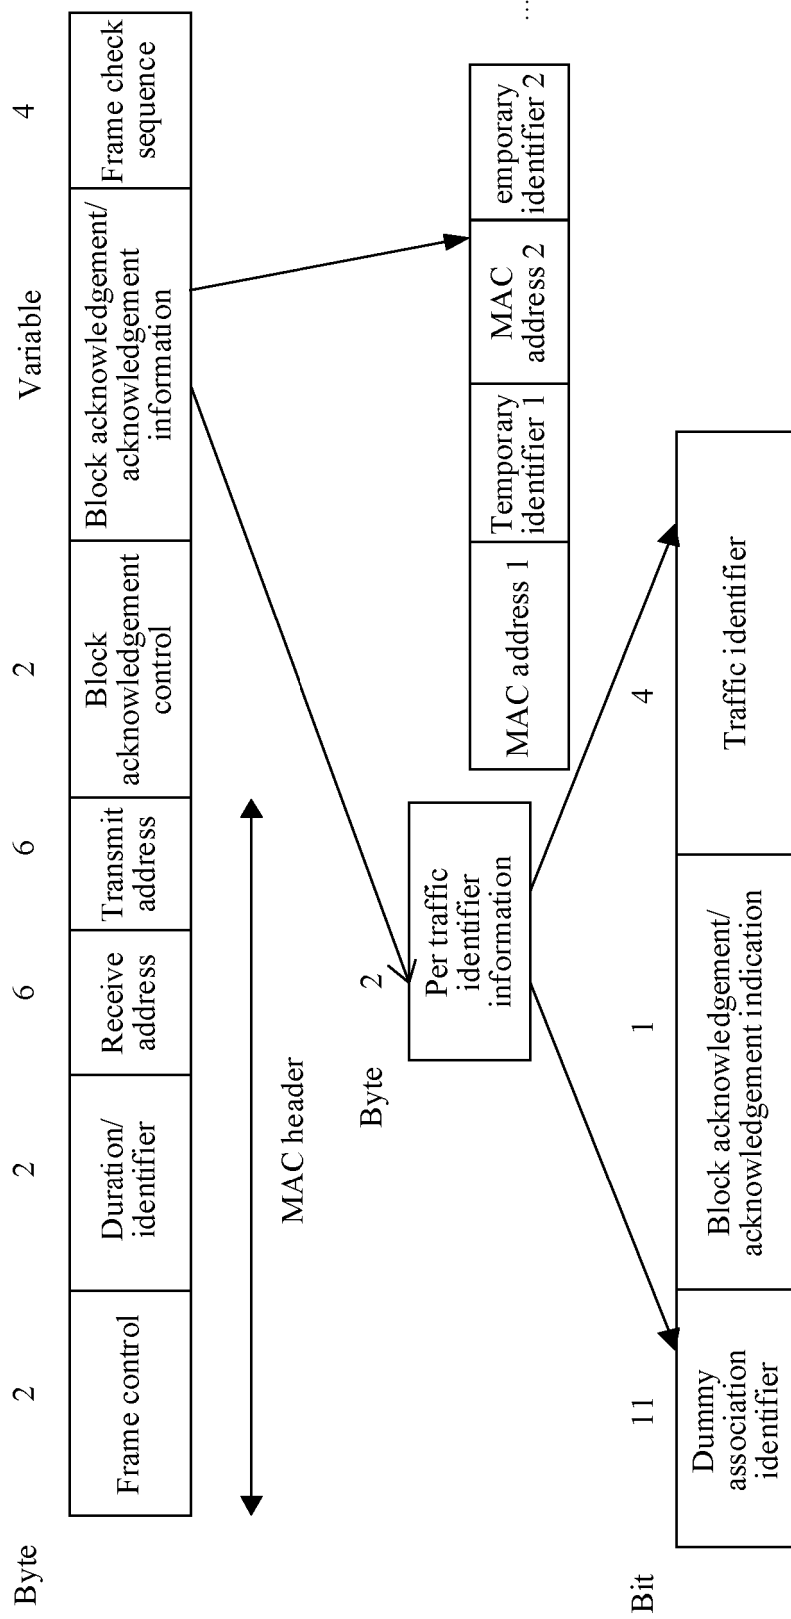 Byte
2
2
6
6
2
Variable
4
Frame control
Duration/
identifier
Receive
address
Transmit
address
Block
acknowledgement
control
Block acknowledgement/
acknowledgement
information
Frame check
sequence
MAC header
Byte
2
Per traffic
identifier
information
MAC address 1
Temporary
identifier 1
MAC
address 2
emporary
identifier 2
...
Bit
11
1
4
Dummy
association
identifier
Block acknowledgement/
acknowledgement indication
Traffic identifier